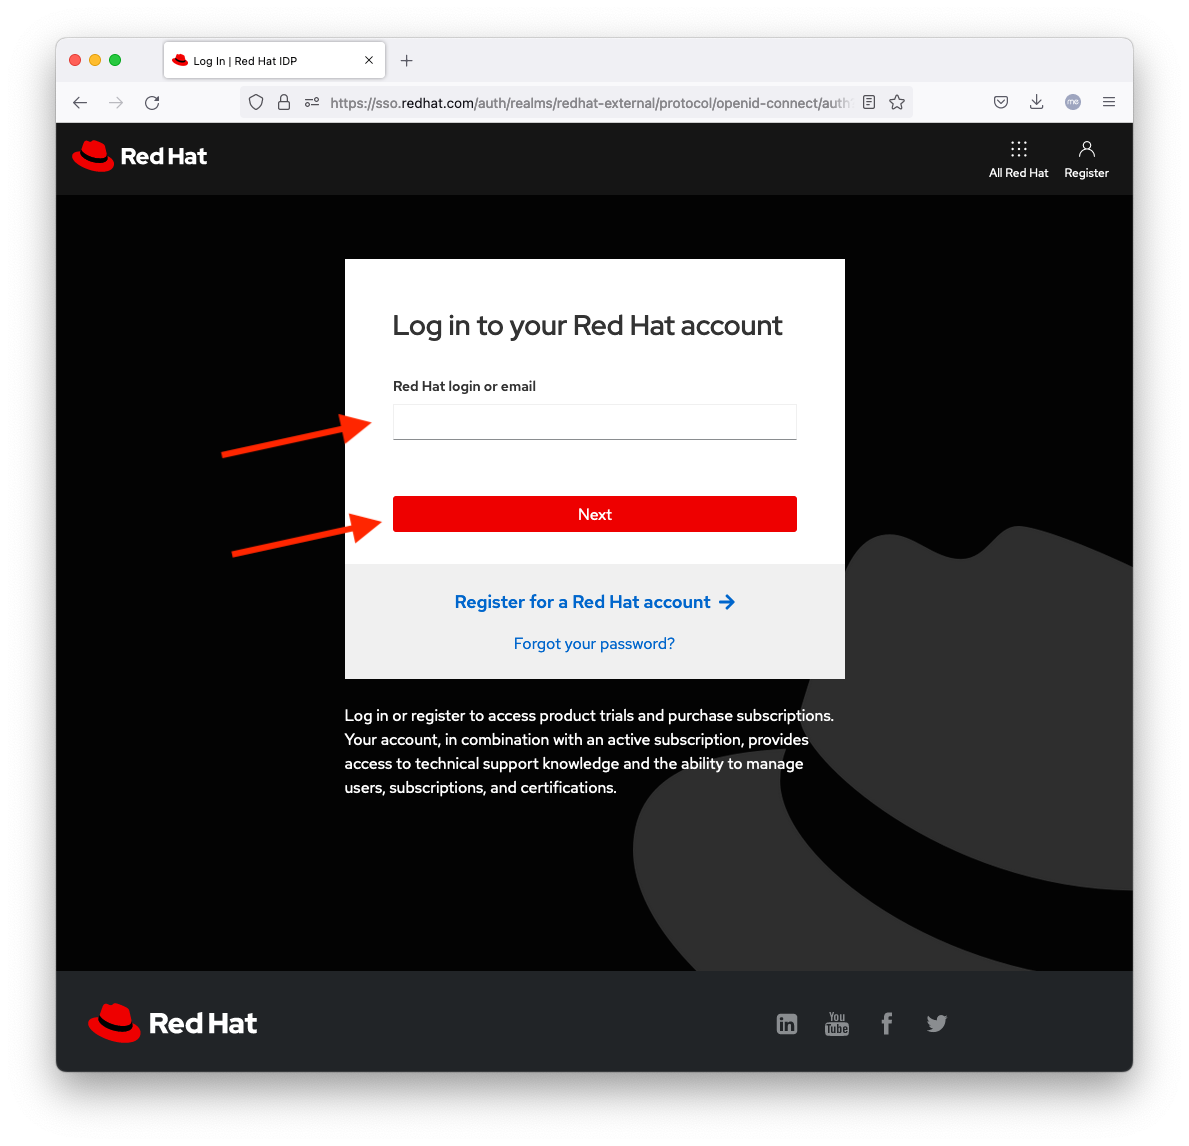 Log In | Red Hat IDP
https://sso.redhat.com/auth/realms/redhat-external/protocol/openid-connect/auth?
me
Red Hat
All Red Hat
Register
Log in to your Red Hat account
Red Hat login or email
Next
Register for a Red Hat account
Forgot your password?
Log in or register to access product trials and purchase subscriptions.
Your account, in combination with an active subscription, provides
access to technical support knowledge and the ability to manage
users, subscriptions, and certifications.
Red Hat
in
You
Tube
f